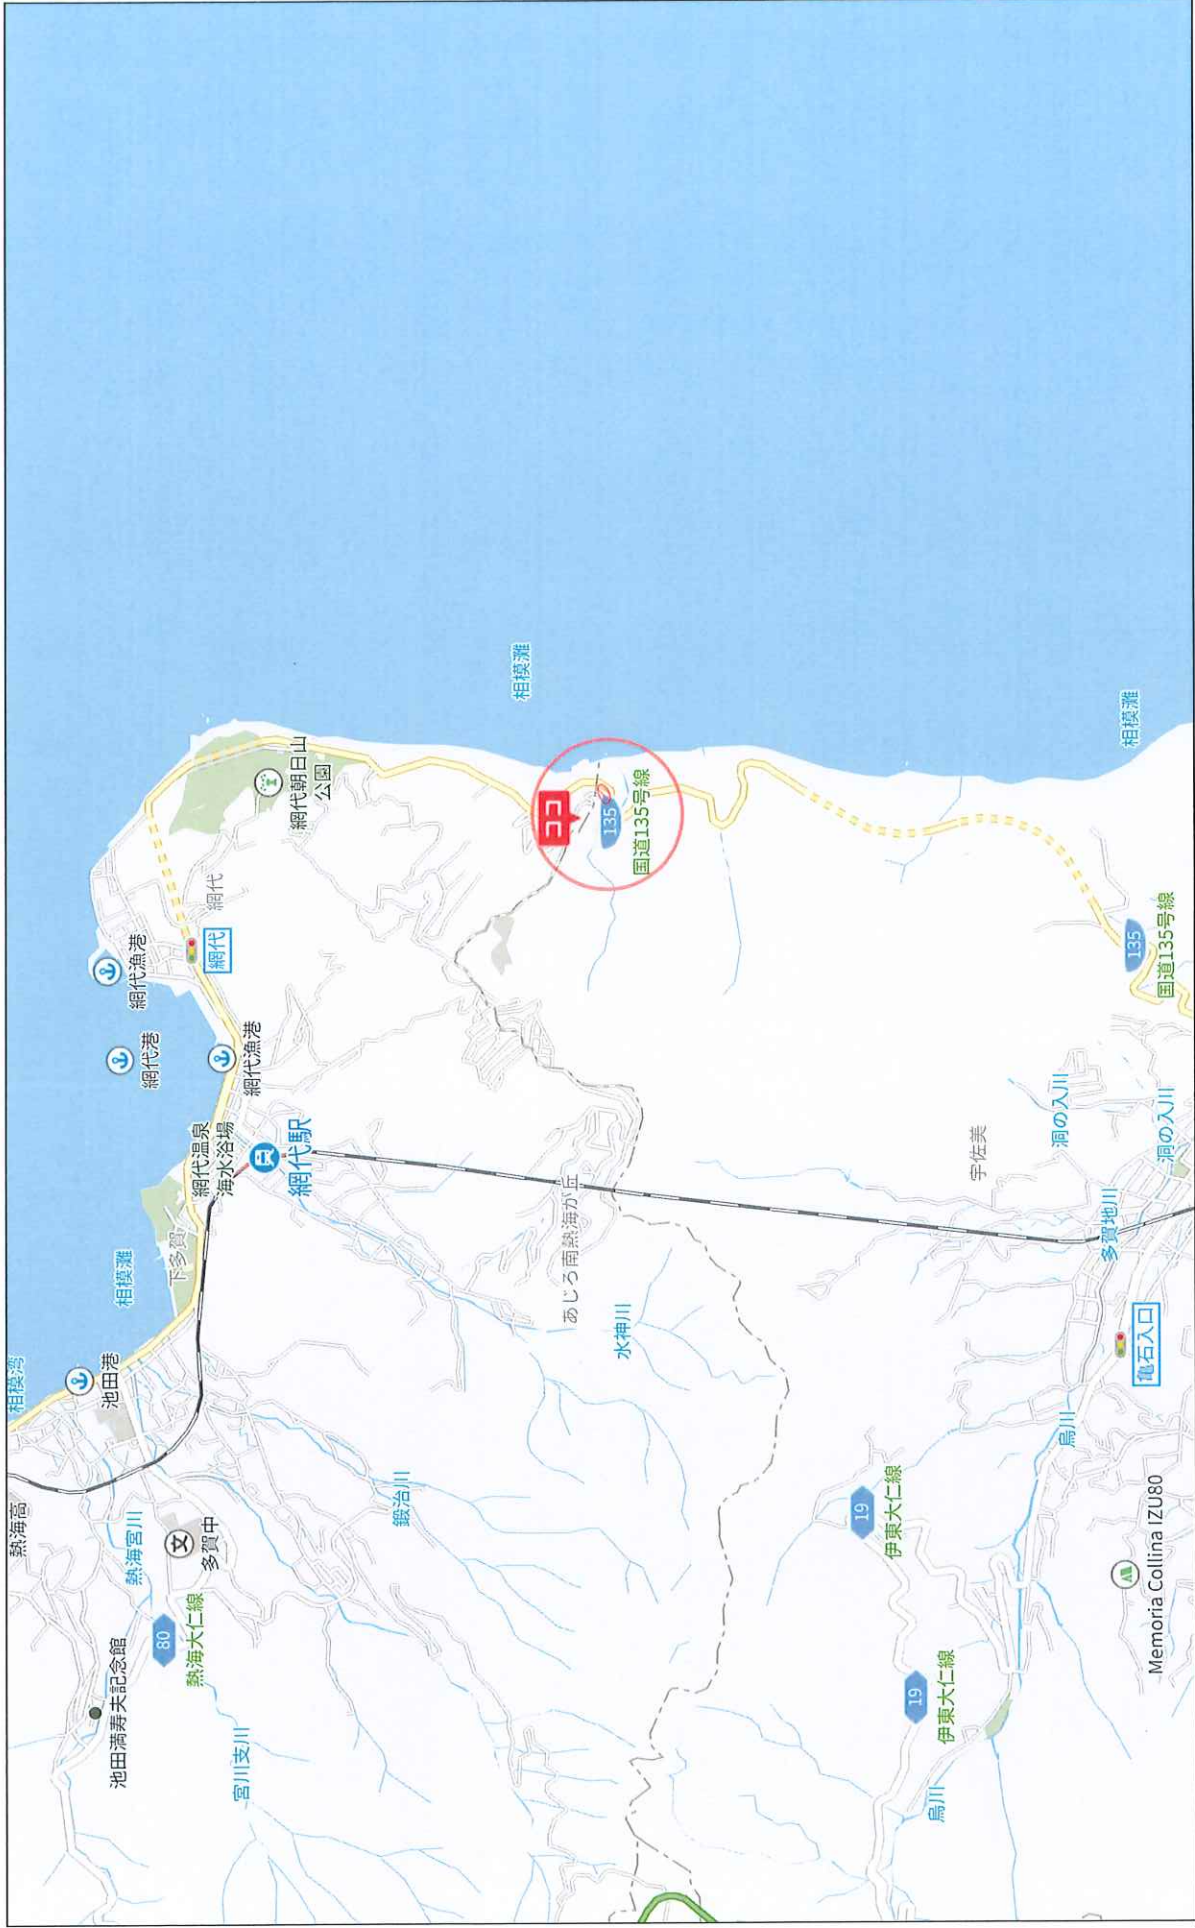 相模湾
熱海高
池田港
相模灘
下多賀
網代温泉
海水浴場
網代駅
網代港
網代漁港
網代漁港
網代
網代
網代朝日山
公園
熱海宮川
多賀中
80
熱海大仁線
池田満寿夫記念館
宮川支川
鍛治川
あじろ南熱海が丘
水神川
相模灘
ココ
135
国道135号線
相模灘
135
国道135号線
宇佐美
洞の入川
洞の入川
多賀地川
亀石入口
烏川
19
伊東大仁線
19
伊東大仁線
烏川
Memoria Collina IZU80